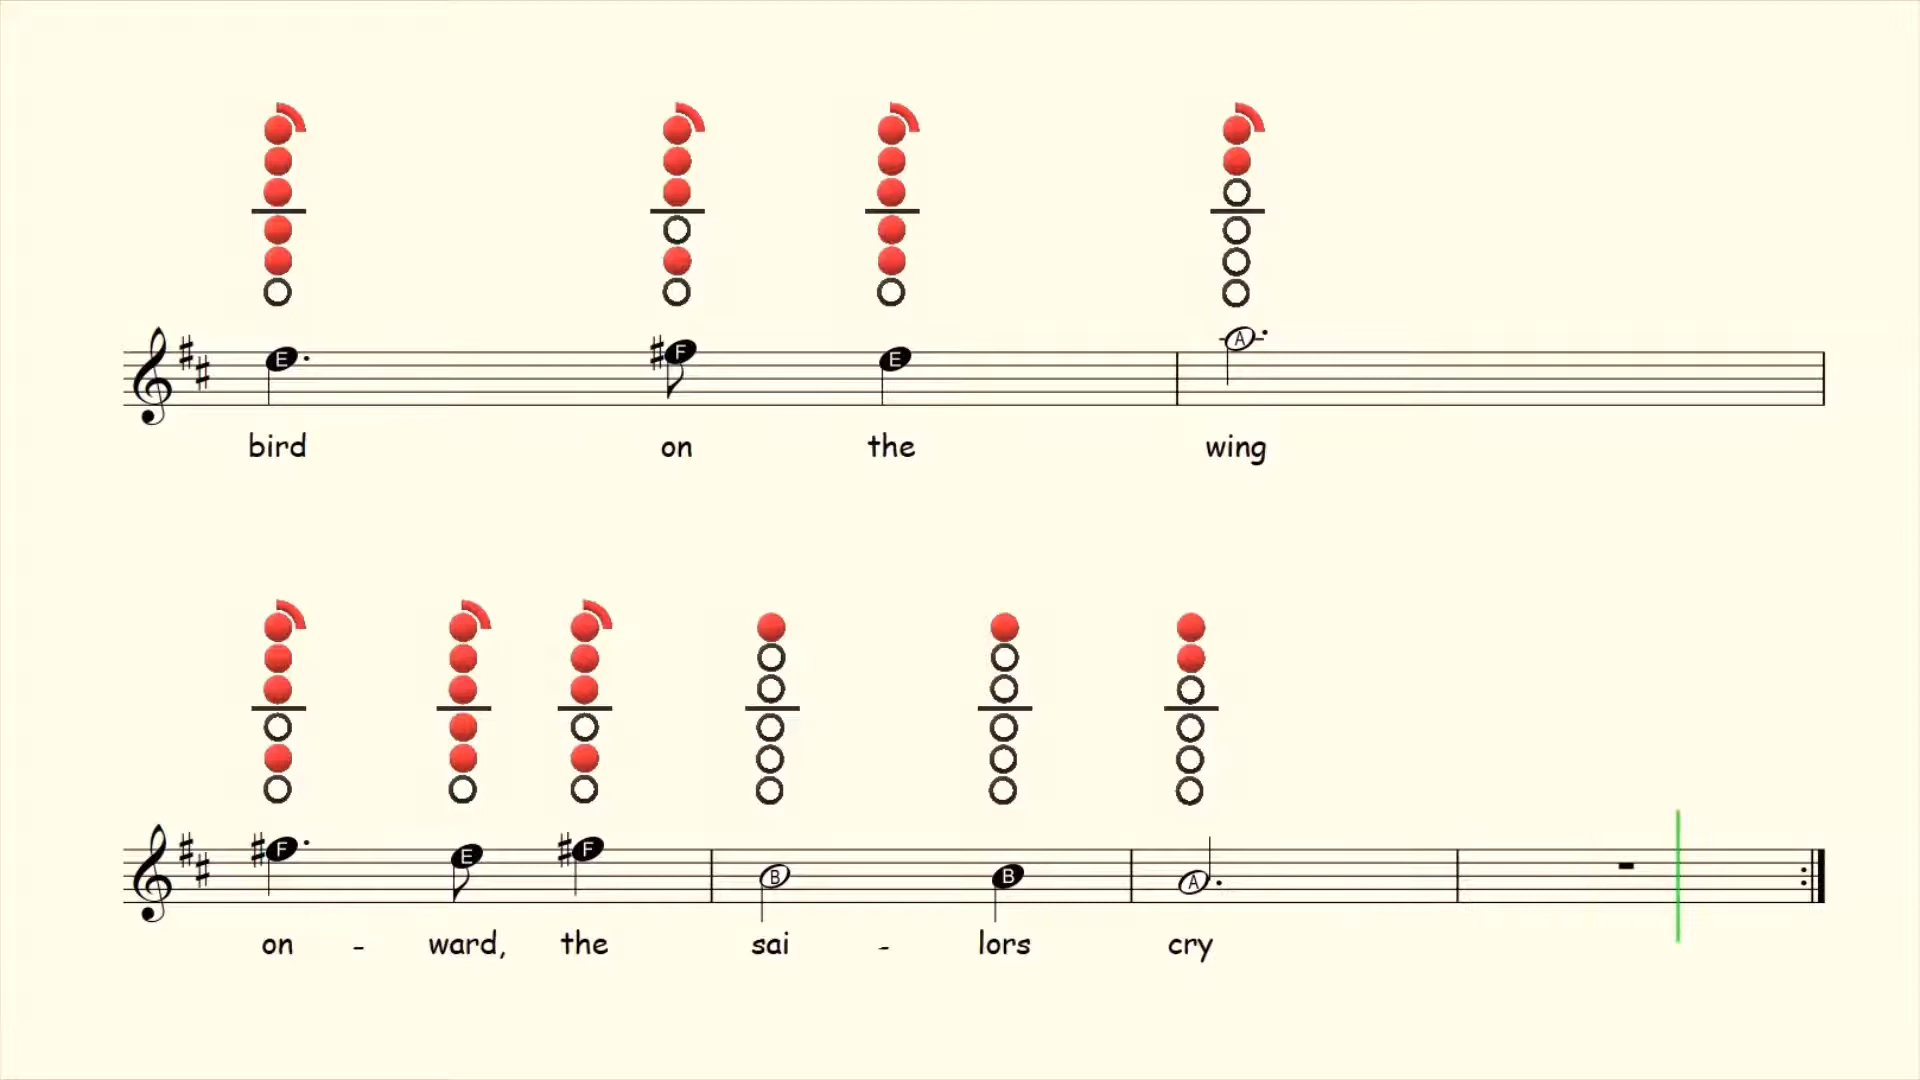 E F E A
bird on the wing
F E F B B A
on - ward, the sai - lors cry